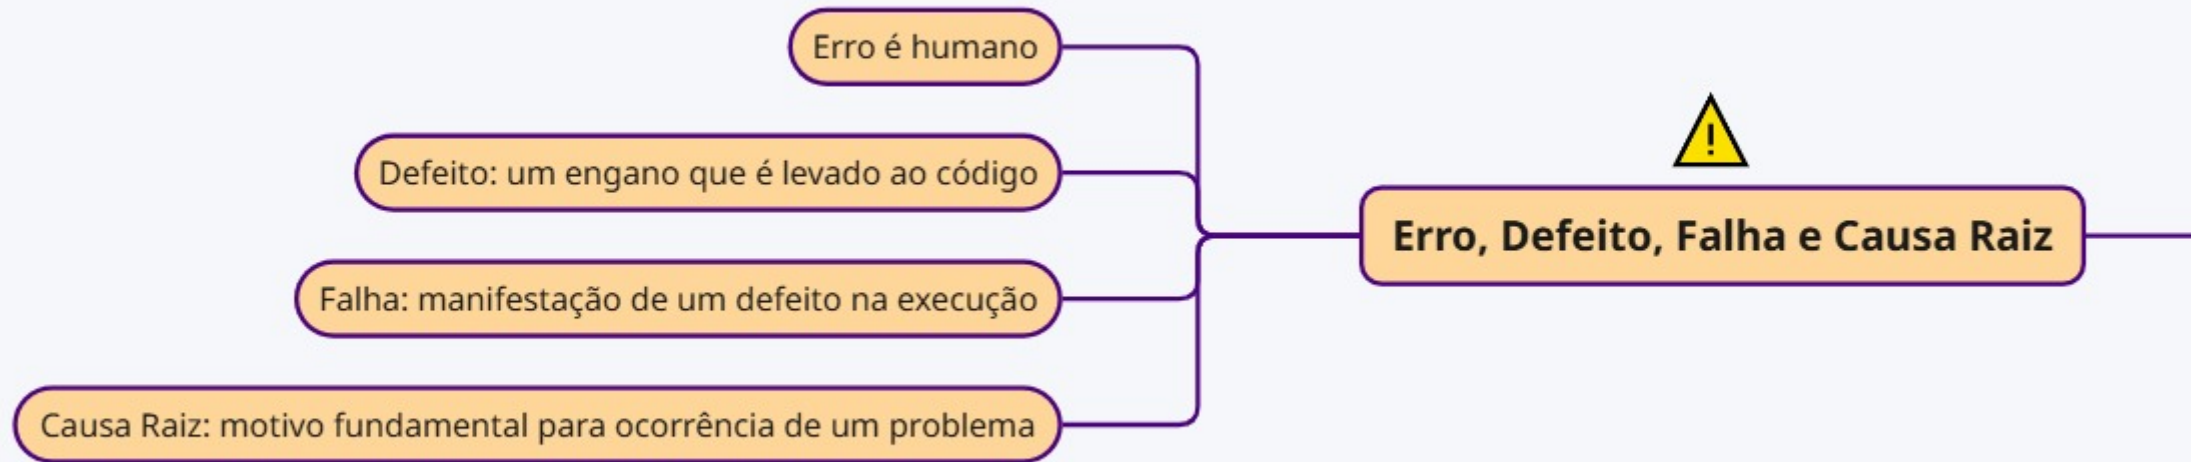 Erro é humano
Defeito: um engano que é levado ao código
Falha: manifestação de um defeito na execução
Causa Raiz: motivo fundamental para ocorrência de um problema
!
Erro, Defeito, Falha e Causa Raiz